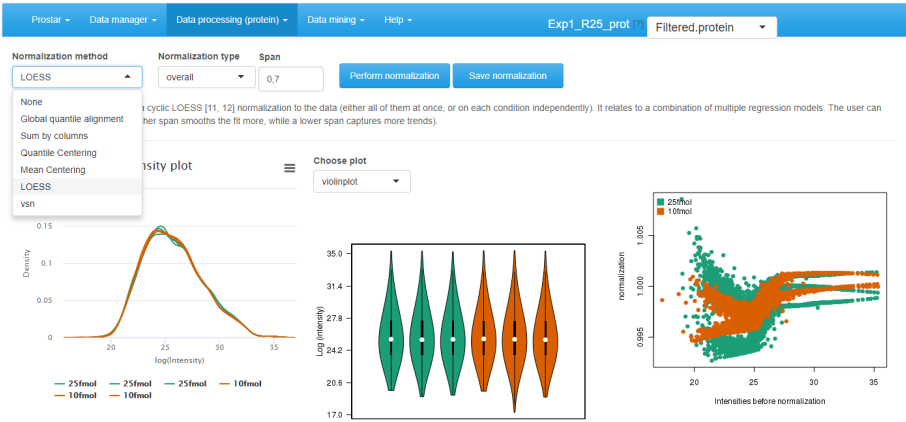 Prostar Data manager Data processing (protein) Data mining Help Exp1_R25_prot [?] Filtered.protein
Normalization method Normalization type Span
LOESS overall 0,7 Perform normalization Save normalization
None
Global quantile alignment
Sum by columns
Quantile Centering
Mean Centering
LOESS
vsn
a cyclic LOESS [11, 12] normalization to the data (either all of them at once, or on each condition independently). It relates to a combination of multiple regression models. The user can
her span smooths the fit more, while a lower span captures more trends).
nsity plot
0.15
0.1
0.05
0
Density
20 25 30 35
log(Intensity)
25fmol 25fmol 25fmol 10fmol
10fmol 10fmol
Choose plot
violinplot
35.0
31.4
27.8
24.2
20.6
17.0
Log (intensity)
25fmol
10fmol
1.005
1.000
0.995
normalization
20 25 30 35
Intensities before normalization